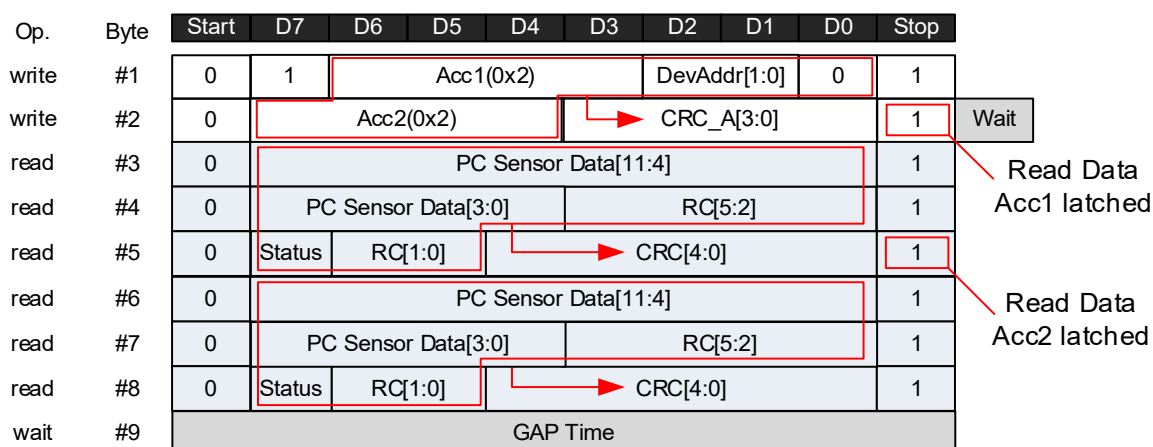 Op. Byte Start D7 D6 D5 D4 D3 D2 D1 D0 Stop
write #1 0 1 Acc1(0x2) DevAddr[1:0] 0 1
write #2 0 Acc2(0x2) CRC_A[3:0] 1 Wait
read #3 0 PC Sensor Data[11:4] 1
Read Data
Acc1 latched
read #4 0 PC Sensor Data[3:0] RC[5:2] 1
read #5 0 Status RC[1:0] CRC[4:0] 1
read #6 0 PC Sensor Data[11:4] 1
Read Data
Acc2 latched
read #7 0 PC Sensor Data[3:0] RC[5:2] 1
read #8 0 Status RC[1:0] CRC[4:0] 1
wait #9 GAP Time